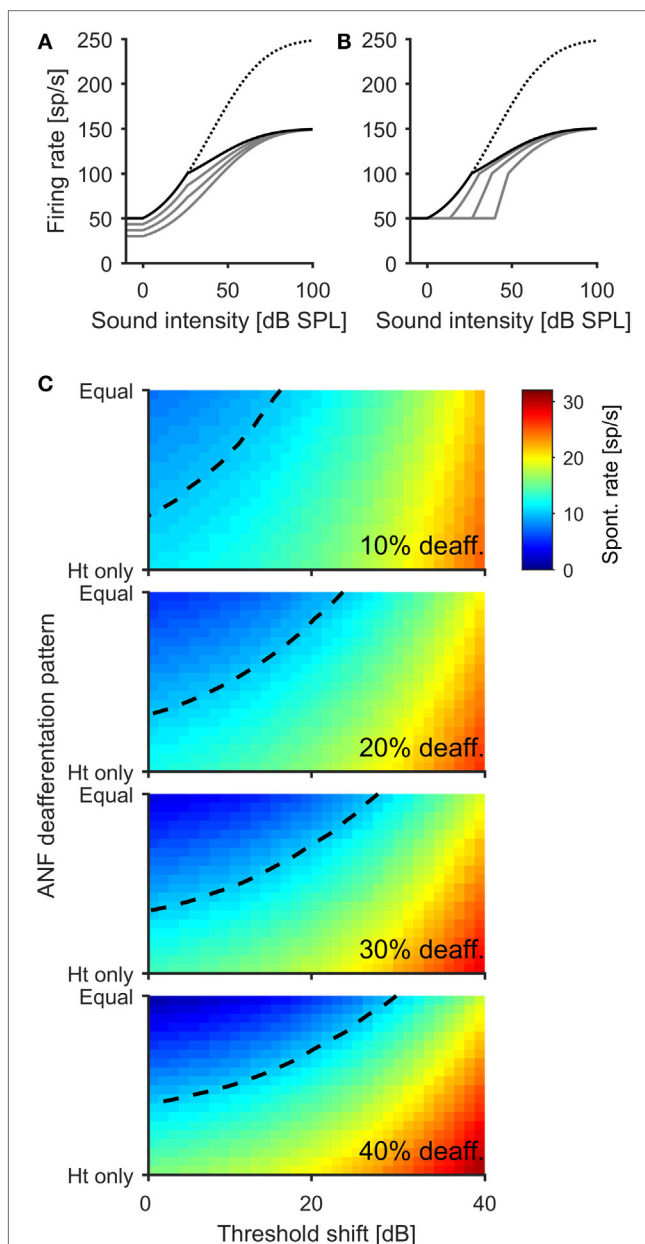 A
B
Firing rate [sp/s]
250
200
150
100
50
0
0 50 100
Sound intensity [dB SPL]
250
200
150
100
50
0
0 50 100
Sound intensity [dB SPL]
C
ANF deafferentation pattern
Equal
10% deaff.
Ht only
Equal
20% deaff.
Ht only
Equal
30% deaff.
Ht only
Equal
40% deaff.
Ht only
0 20 40
Threshold shift [dB]
30
20
10
0
Spont. rate [sp/s]